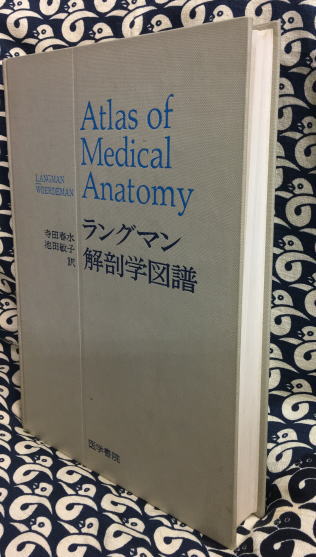 Atlas of
Medical
Anatomy
LANGMAN
WOERDEMAN
ラングマン
解剖学図譜
寺田春水
池田敏子
訳
医学書院